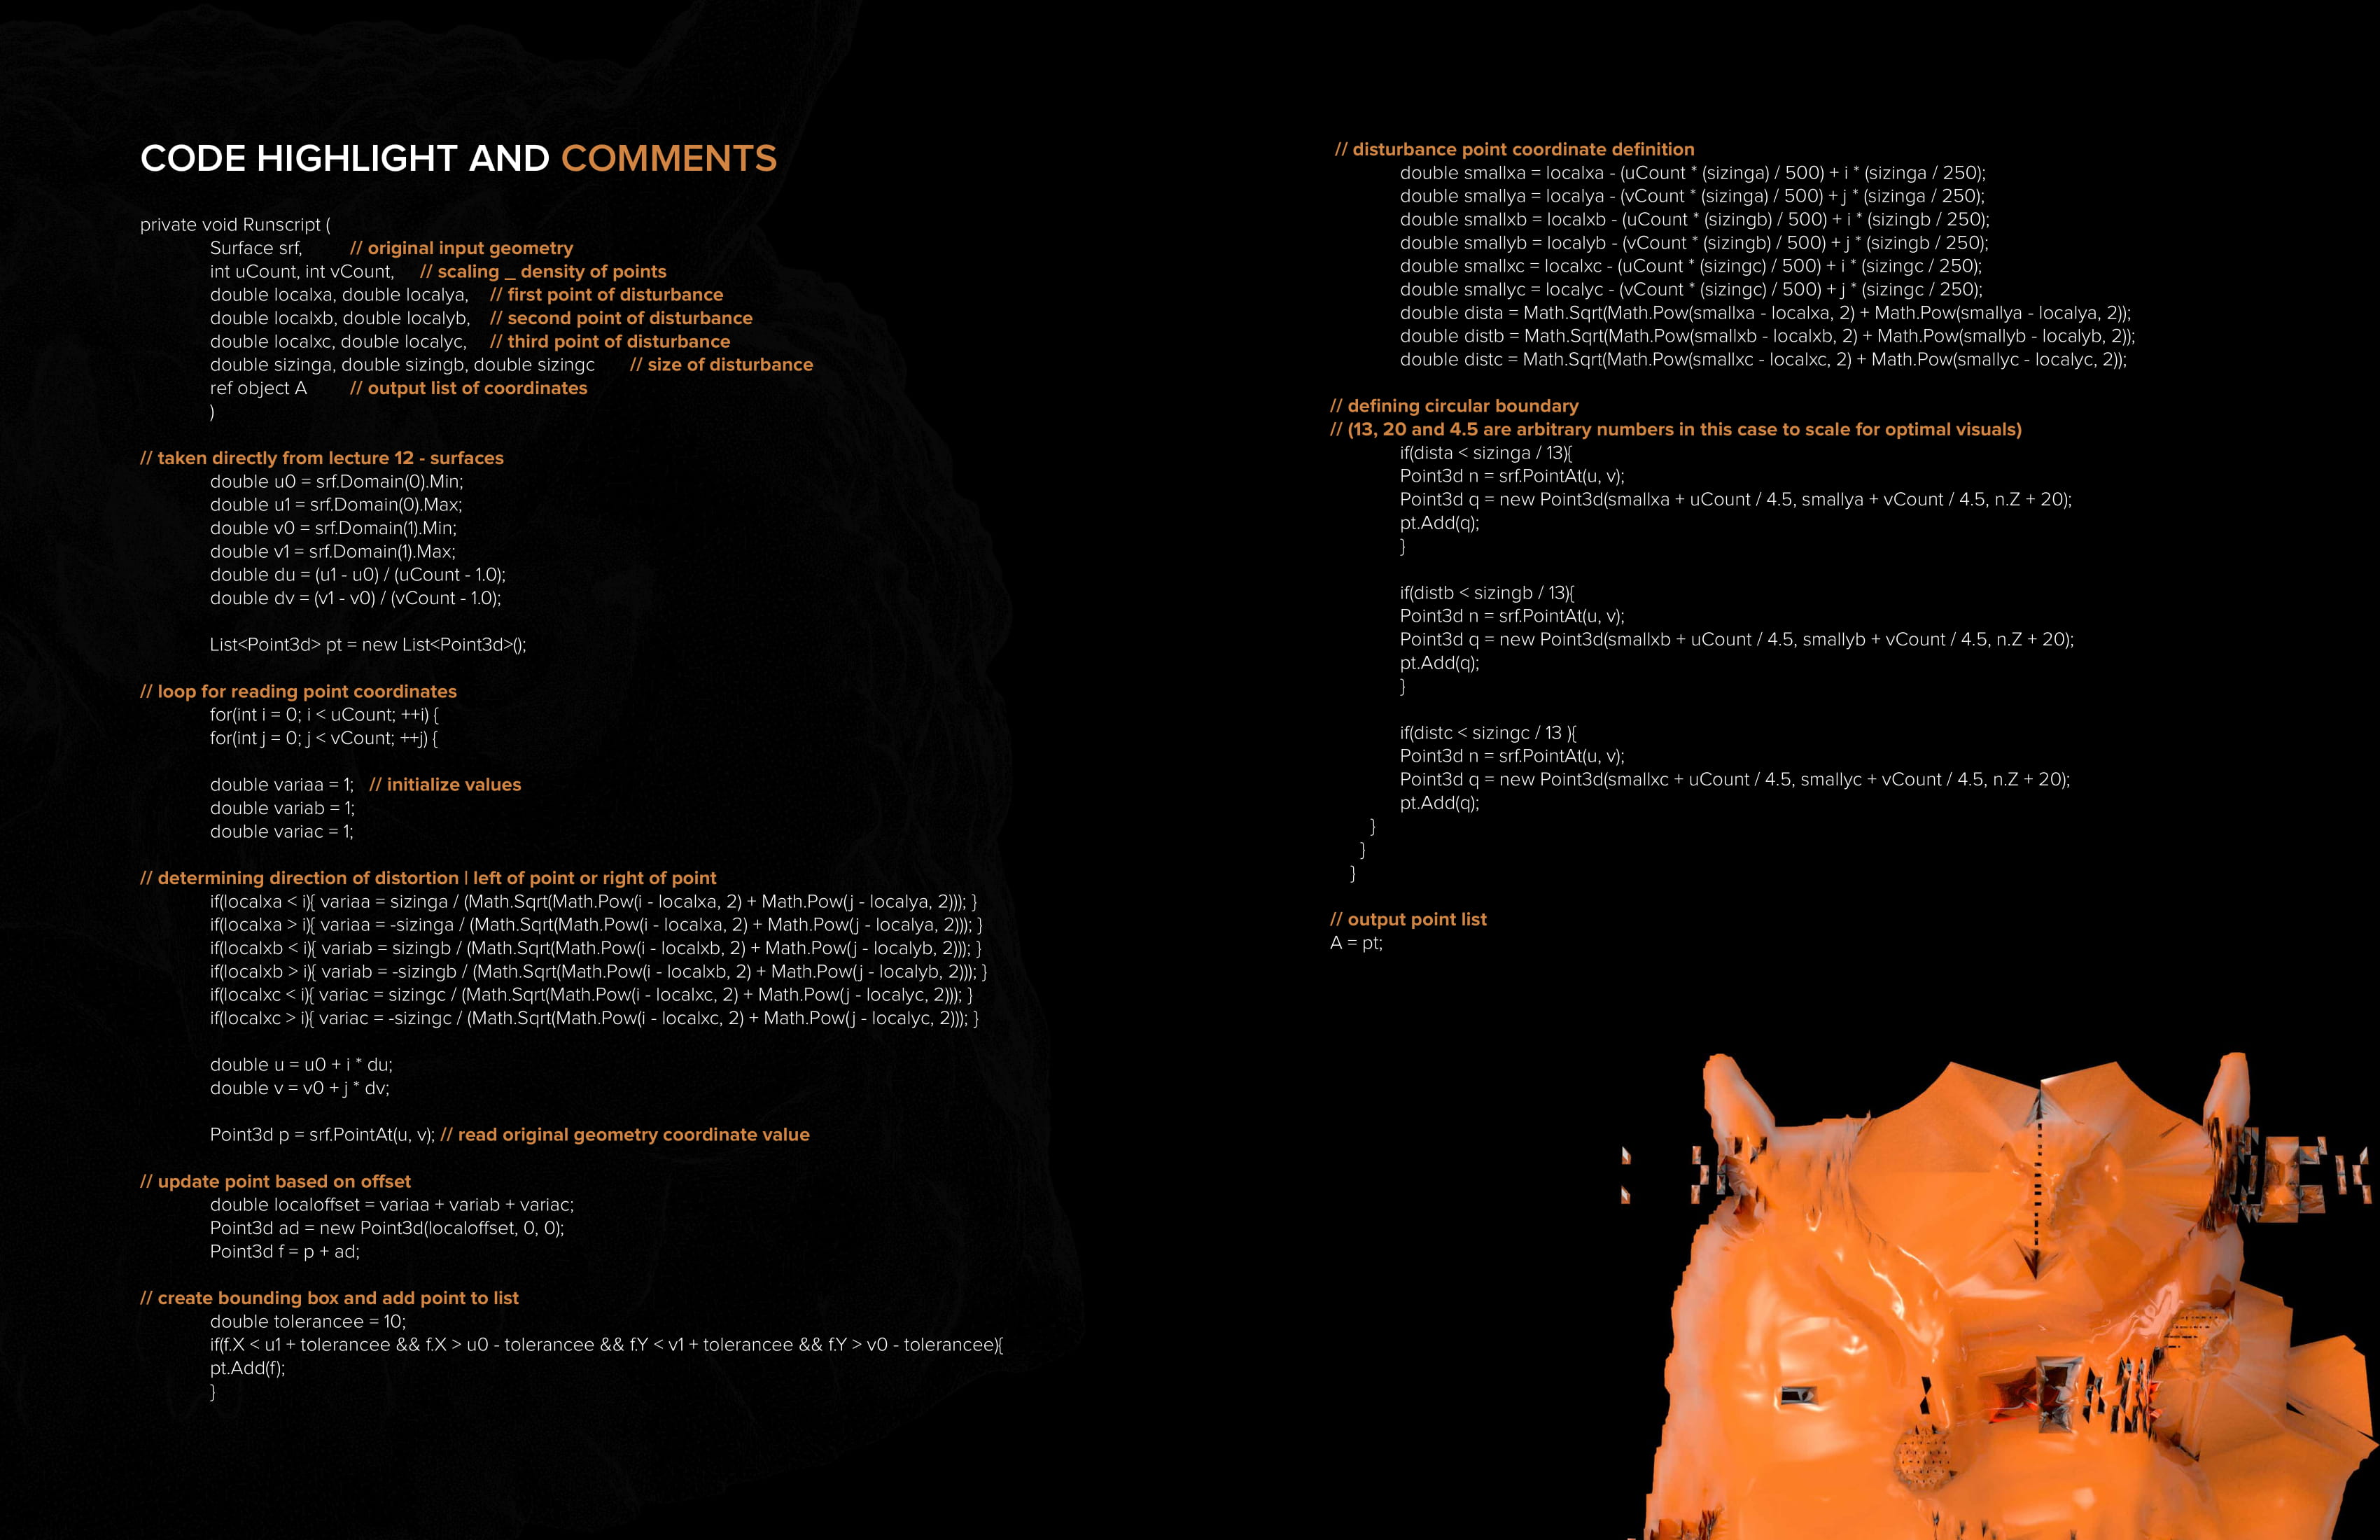 CODE HIGHLIGHT AND COMMENTS
private void Runscript (
Surface srf, // original input geometry
int uCount, int vCount, // scaling _ density of points
double localxa, double localya, // first point of disturbance
double localxb, double localyb, // second point of disturbance
double localxc, double localyc, // third point of disturbance
double sizinga, double sizingb, double sizingc // size of disturbance
ref object A // output list of coordinates
)
// taken directly from lecture 12 - surfaces
double u0 = srf.Domain(0).Min;
double u1 = srf.Domain(0).Max;
double v0 = srf.Domain(1).Min;
double v1 = srf.Domain(1).Max;
double du = (u1 - u0) / (uCount - 1.0);
double dv = (v1 - v0) / (vCount - 1.0);
List<Point3d> pt = new List<Point3d>();
// loop for reading point coordinates
for(int i = 0; i < uCount; ++i) {
for(int j = 0; j < vCount; ++j) {
double variaa = 1; // initialize values
double variab = 1;
double variac = 1;
// determining direction of distortion | left of point or right of point
if(localxa < i){ variaa = sizinga / (Math.Sqrt(Math.Pow(i - localxa, 2) + Math.Pow(j - localya, 2))); }
if(localxa > i){ variaa = -sizinga / (Math.Sqrt(Math.Pow(i - localxa, 2) + Math.Pow(j - localya, 2))); }
if(localxb < i){ variab = sizingb / (Math.Sqrt(Math.Pow(i - localxb, 2) + Math.Pow(j - localyb, 2))); }
if(localxb > i){ variab = -sizingb / (Math.Sqrt(Math.Pow(i - localxb, 2) + Math.Pow(j - localyb, 2))); }
if(localxc < i){ variac = sizingc / (Math.Sqrt(Math.Pow(i - localxc, 2) + Math.Pow(j - localyc, 2))); }
if(localxc > i){ variac = -sizingc / (Math.Sqrt(Math.Pow(i - localxc, 2) + Math.Pow(j - localyc, 2))); }
double u = u0 + i * du;
double v = v0 + j * dv;
Point3d p = srf.PointAt(u, v); // read original geometry coordinate value
// update point based on offset
double localoffset = variaa + variab + variac;
Point3d ad = new Point3d(localoffset, 0, 0);
Point3d f = p + ad;
// create bounding box and add point to list
double tolerancee = 10;
if(f.X < u1 + tolerancee && f.X > u0 - tolerancee && f.Y < v1 + tolerancee && f.Y > v0 - tolerancee){
pt.Add(f);
}
// disturbance point coordinate definition
double smallxa = localxa - (uCount * (sizinga) / 500) + i * (sizinga / 250);
double smallya = localya - (vCount * (sizinga) / 500) + j * (sizinga / 250);
double smallxb = localxb - (uCount * (sizingb) / 500) + i * (sizingb / 250);
double smallyb = localyb - (vCount * (sizingb) / 500) + j * (sizingb / 250);
double smallxc = localxc - (uCount * (sizingc) / 500) + i * (sizingc / 250);
double smallyc = localyc - (vCount * (sizingc) / 500) + j * (sizingc / 250);
double dista = Math.Sqrt(Math.Pow(smallxa - localxa, 2) + Math.Pow(smallya - localya, 2));
double distb = Math.Sqrt(Math.Pow(smallxb - localxb, 2) + Math.Pow(smallyb - localyb, 2));
double distc = Math.Sqrt(Math.Pow(smallxc - localxc, 2) + Math.Pow(smallyc - localyc, 2));
// defining circular boundary
// (13, 20 and 4.5 are arbitrary numbers in this case to scale for optimal visuals)
if(dista < sizinga / 13){
Point3d n = srf.PointAt(u, v);
Point3d q = new Point3d(smallxa + uCount / 4.5, smallya + vCount / 4.5, n.Z + 20);
pt.Add(q);
}
if(distb < sizingb / 13){
Point3d n = srf.PointAt(u, v);
Point3d q = new Point3d(smallxb + uCount / 4.5, smallyb + vCount / 4.5, n.Z + 20);
pt.Add(q);
}
if(distc < sizingc / 13 ){
Point3d n = srf.PointAt(u, v);
Point3d q = new Point3d(smallxc + uCount / 4.5, smallyc + vCount / 4.5, n.Z + 20);
pt.Add(q);
}
}
}
// output point list
A = pt;